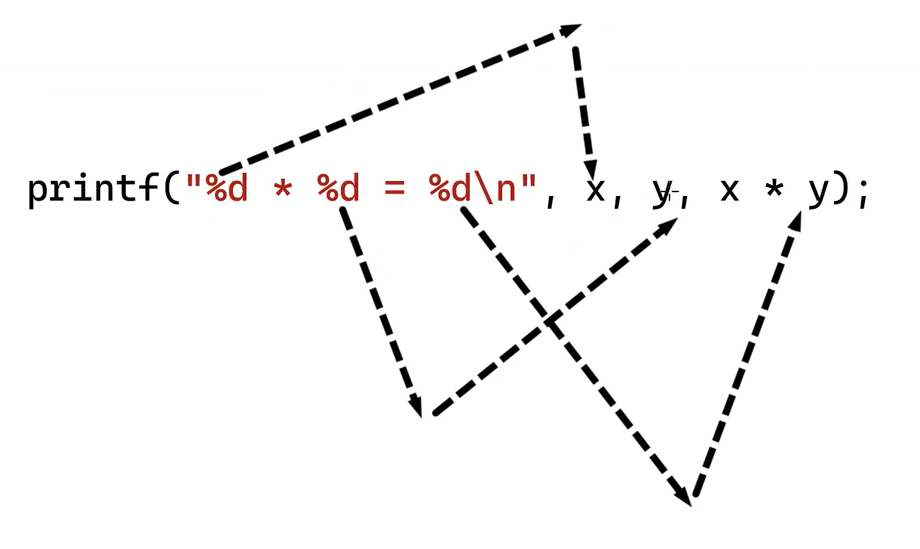 printf("%d * %d = %d\n", x, y, x * y);